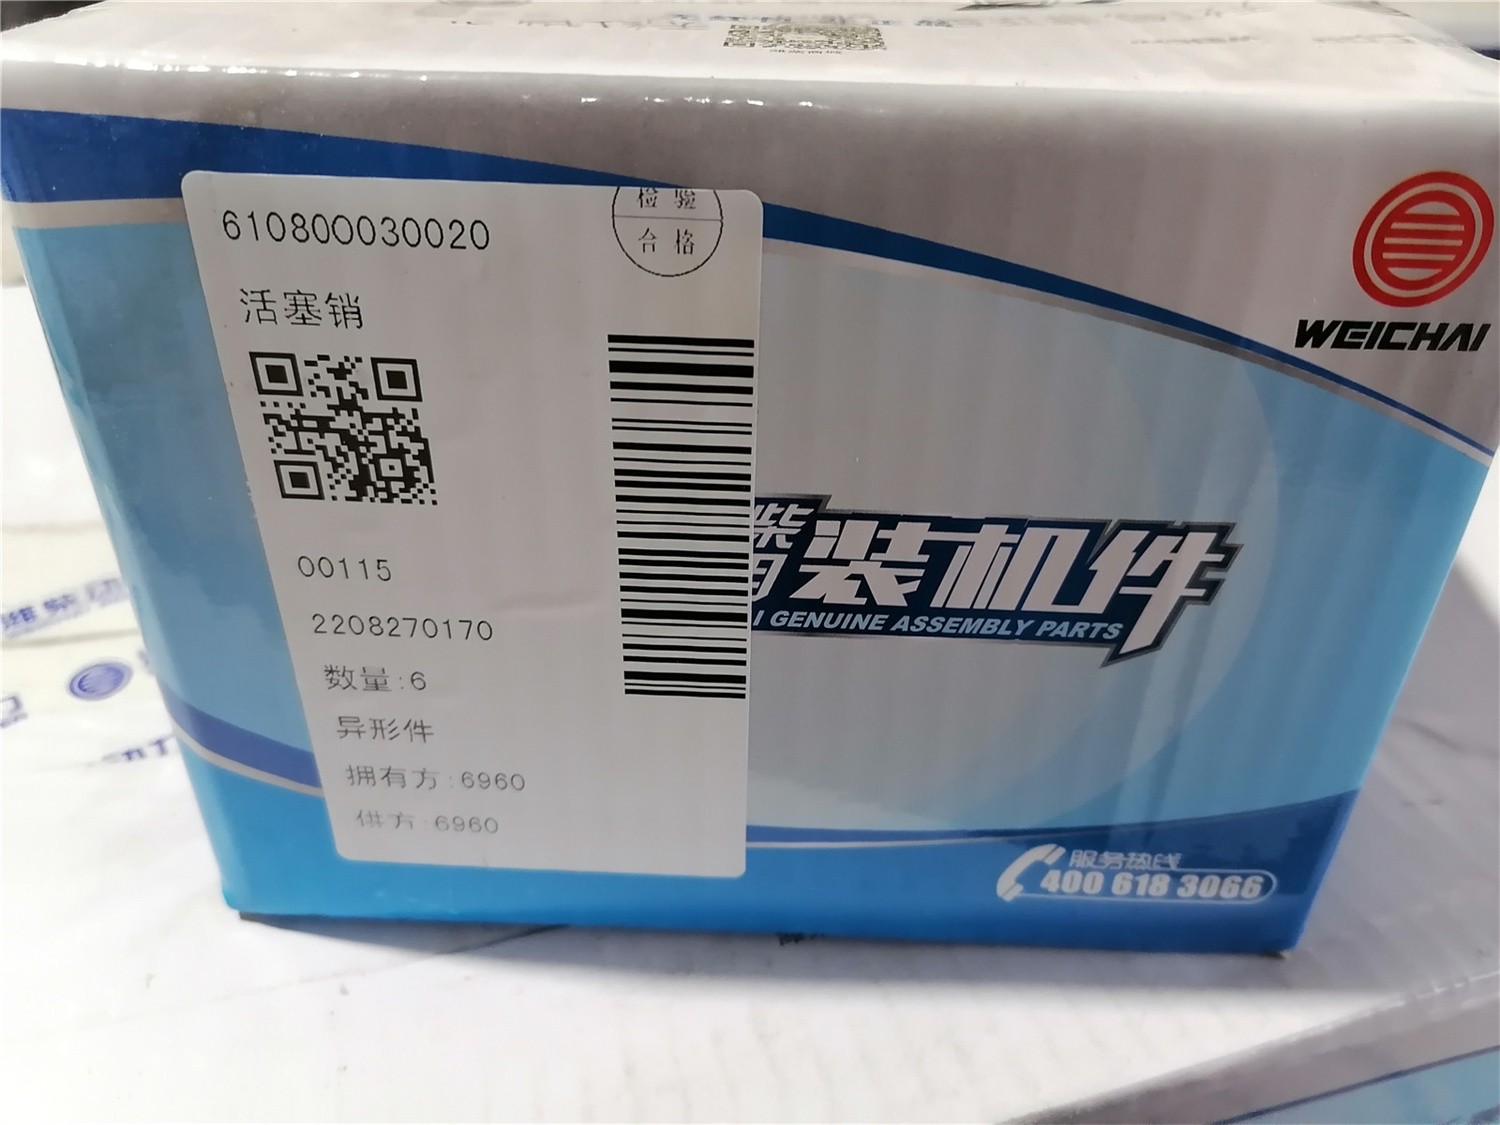 610800030020
检 验
合 格
活塞销
00115
2208270170
数量:6
异形件
拥有方:6960
供方:6960
WEICHAI
柴装机件
GENUINE ASSEMBLY PARTS
服务热线
400 618 3066